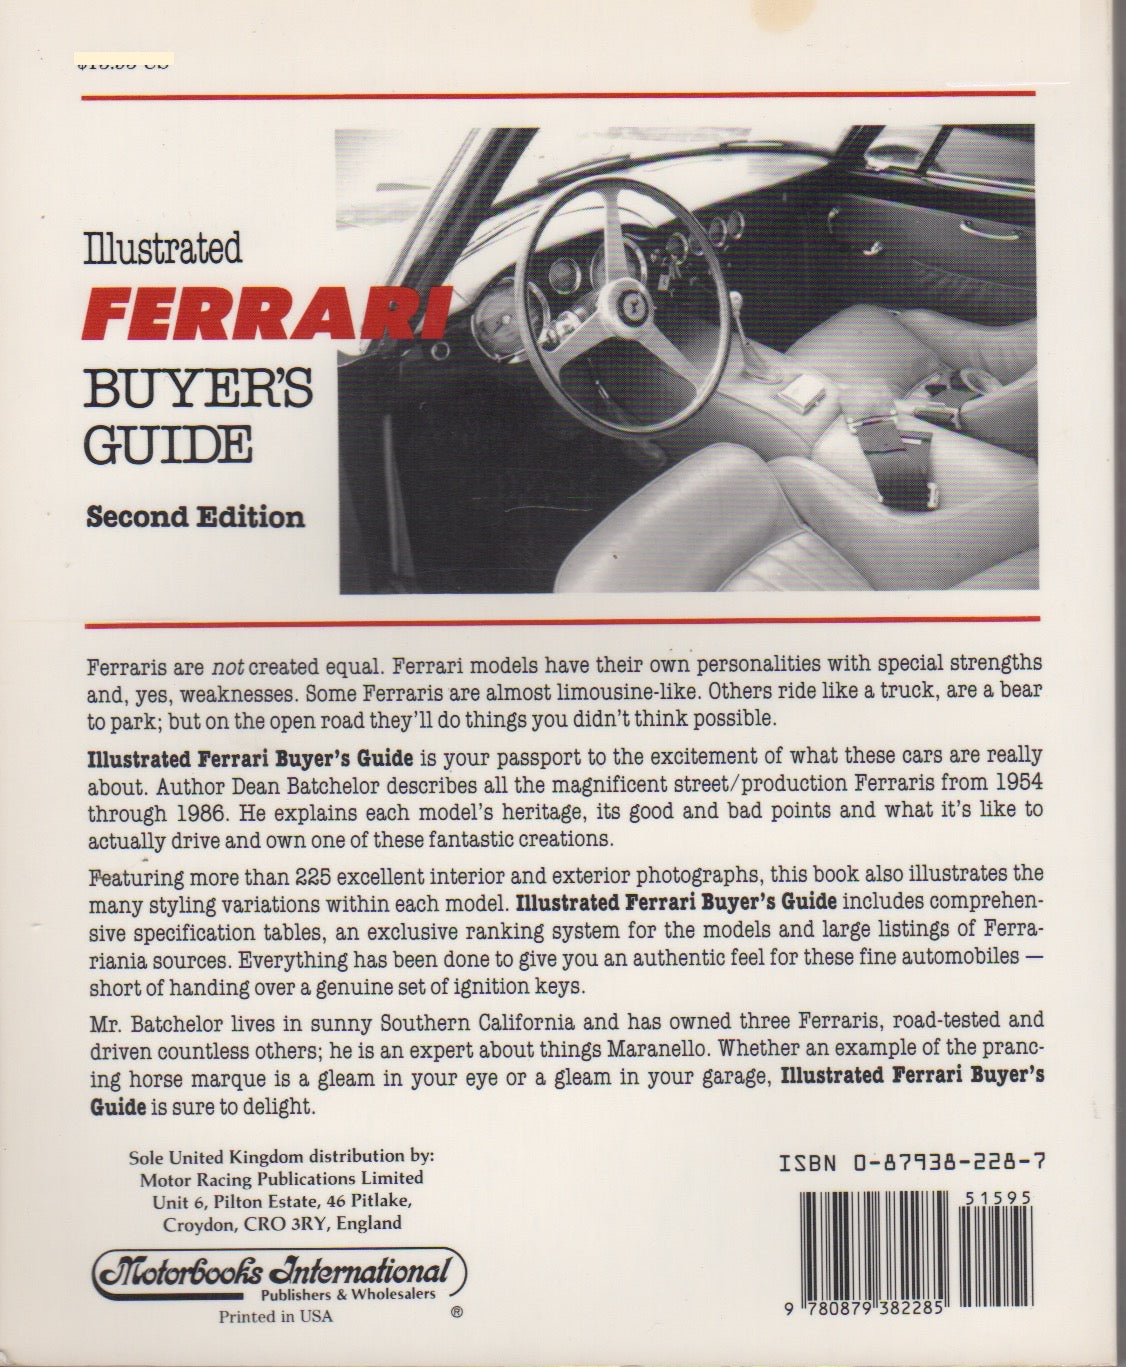 Illustrated
FERRARI
BUYER'S
GUIDE
Second Edition
Ferraris are not created equal. Ferrari models have their own personalities with special strengths
and, yes, weaknesses. Some Ferraris are almost limousine-like. Others ride like a truck, are a bear
to park; but on the open road they'll do things you didn't think possible.
Illustrated Ferrari Buyer's Guide is your passport to the excitement of what these cars are really
about. Author Dean Batchelor describes all the magnificent street/production Ferraris from 1954
through 1986. He explains each model's heritage, its good and bad points and what it's like to
actually drive and own one of these fantastic creations.
Featuring more than 225 excellent interior and exterior photographs, this book also illustrates the
many styling variations within each model. Illustrated Ferrari Buyer's Guide includes comprehen-
sive specification tables, an exclusive ranking system for the models and large listings of Ferra-
riania sources. Everything has been done to give you an authentic feel for these fine automobiles —
short of handing over a genuine set of ignition keys.
Mr. Batchelor lives in sunny Southern California and has owned three Ferraris, road-tested and
driven countless others; he is an expert about things Maranello. Whether an example of the pranc-
ing horse marque is a gleam in your eye or a gleam in your garage, Illustrated Ferrari Buyer's
Guide is sure to delight.
Sole United Kingdom distribution by:
Motor Racing Publications Limited
Unit 6, Pilton Estate, 46 Pitlake,
Croydon, CRO 3RY, England
Motorbooks International
Publishers & Wholesalers
®
Printed in USA
ISBN 0-87938-228-7
51595
9 780879 382285